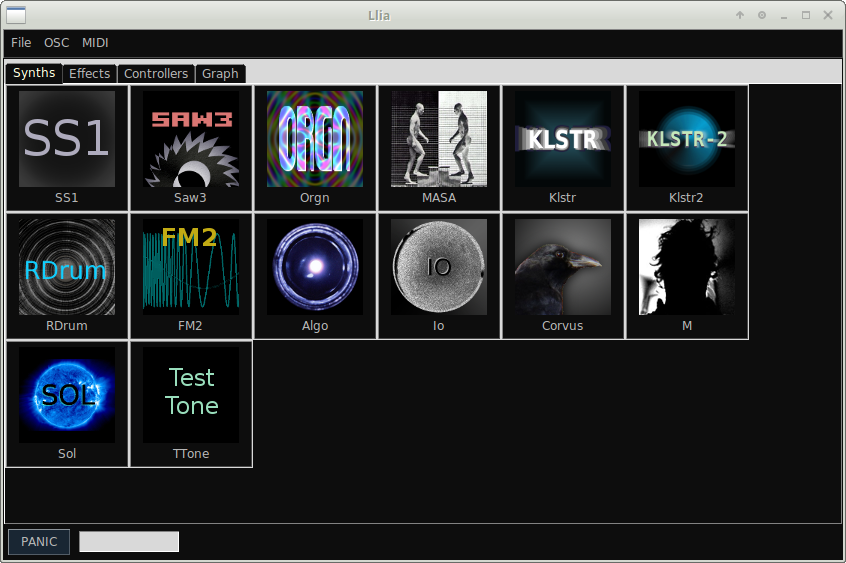 Llia
File OSC MIDI
Synths Effects Controllers Graph
SS1 SAW3 ORGN KLSTR KLSTR-2
SS1 Saw3 Orgn MASA Klstr Klstr2
RDrum FM2 IO
RDrum FM2 Algo Io Corvus M
SOL Test
Tone
Sol TTone
PANIC